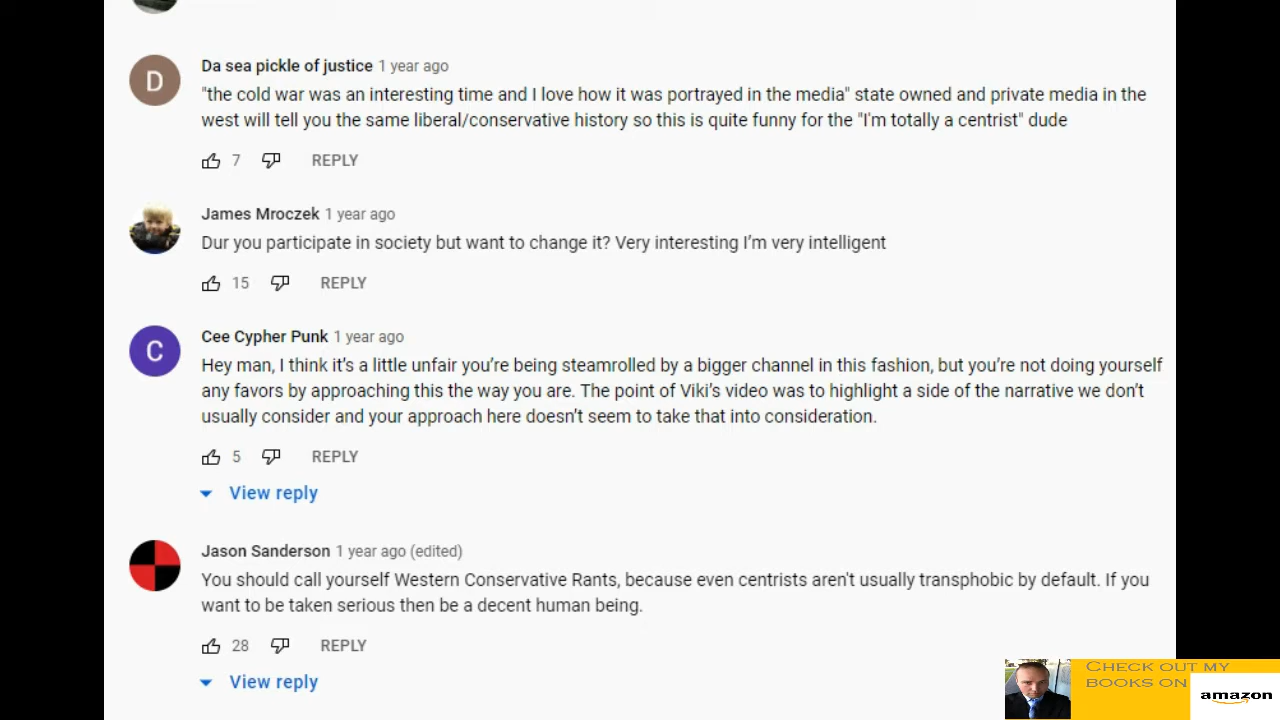 D
Da sea pickle of justice 1 year ago
"the cold war was an interesting time and I love how it was portrayed in the media" state owned and private media in the
west will tell you the same liberal/conservative history so this is quite funny for the "I'm totally a centrist" dude
7 REPLY
James Mroczek 1 year ago
Dur you participate in society but want to change it? Very interesting I’m very intelligent
15 REPLY
C
Cee Cypher Punk 1 year ago
Hey man, I think it’s a little unfair you’re being steamrolled by a bigger channel in this fashion, but you’re not doing yourself
any favors by approaching this the way you are. The point of Viki’s video was to highlight a side of the narrative we don’t
usually consider and your approach here doesn’t seem to take that into consideration.
5 REPLY
View reply
Jason Sanderson 1 year ago (edited)
You should call yourself Western Conservative Rants, because even centrists aren't usually transphobic by default. If you
want to be taken serious then be a decent human being.
28 REPLY
View reply
CHECK OUT MY
BOOKS ON
amazon